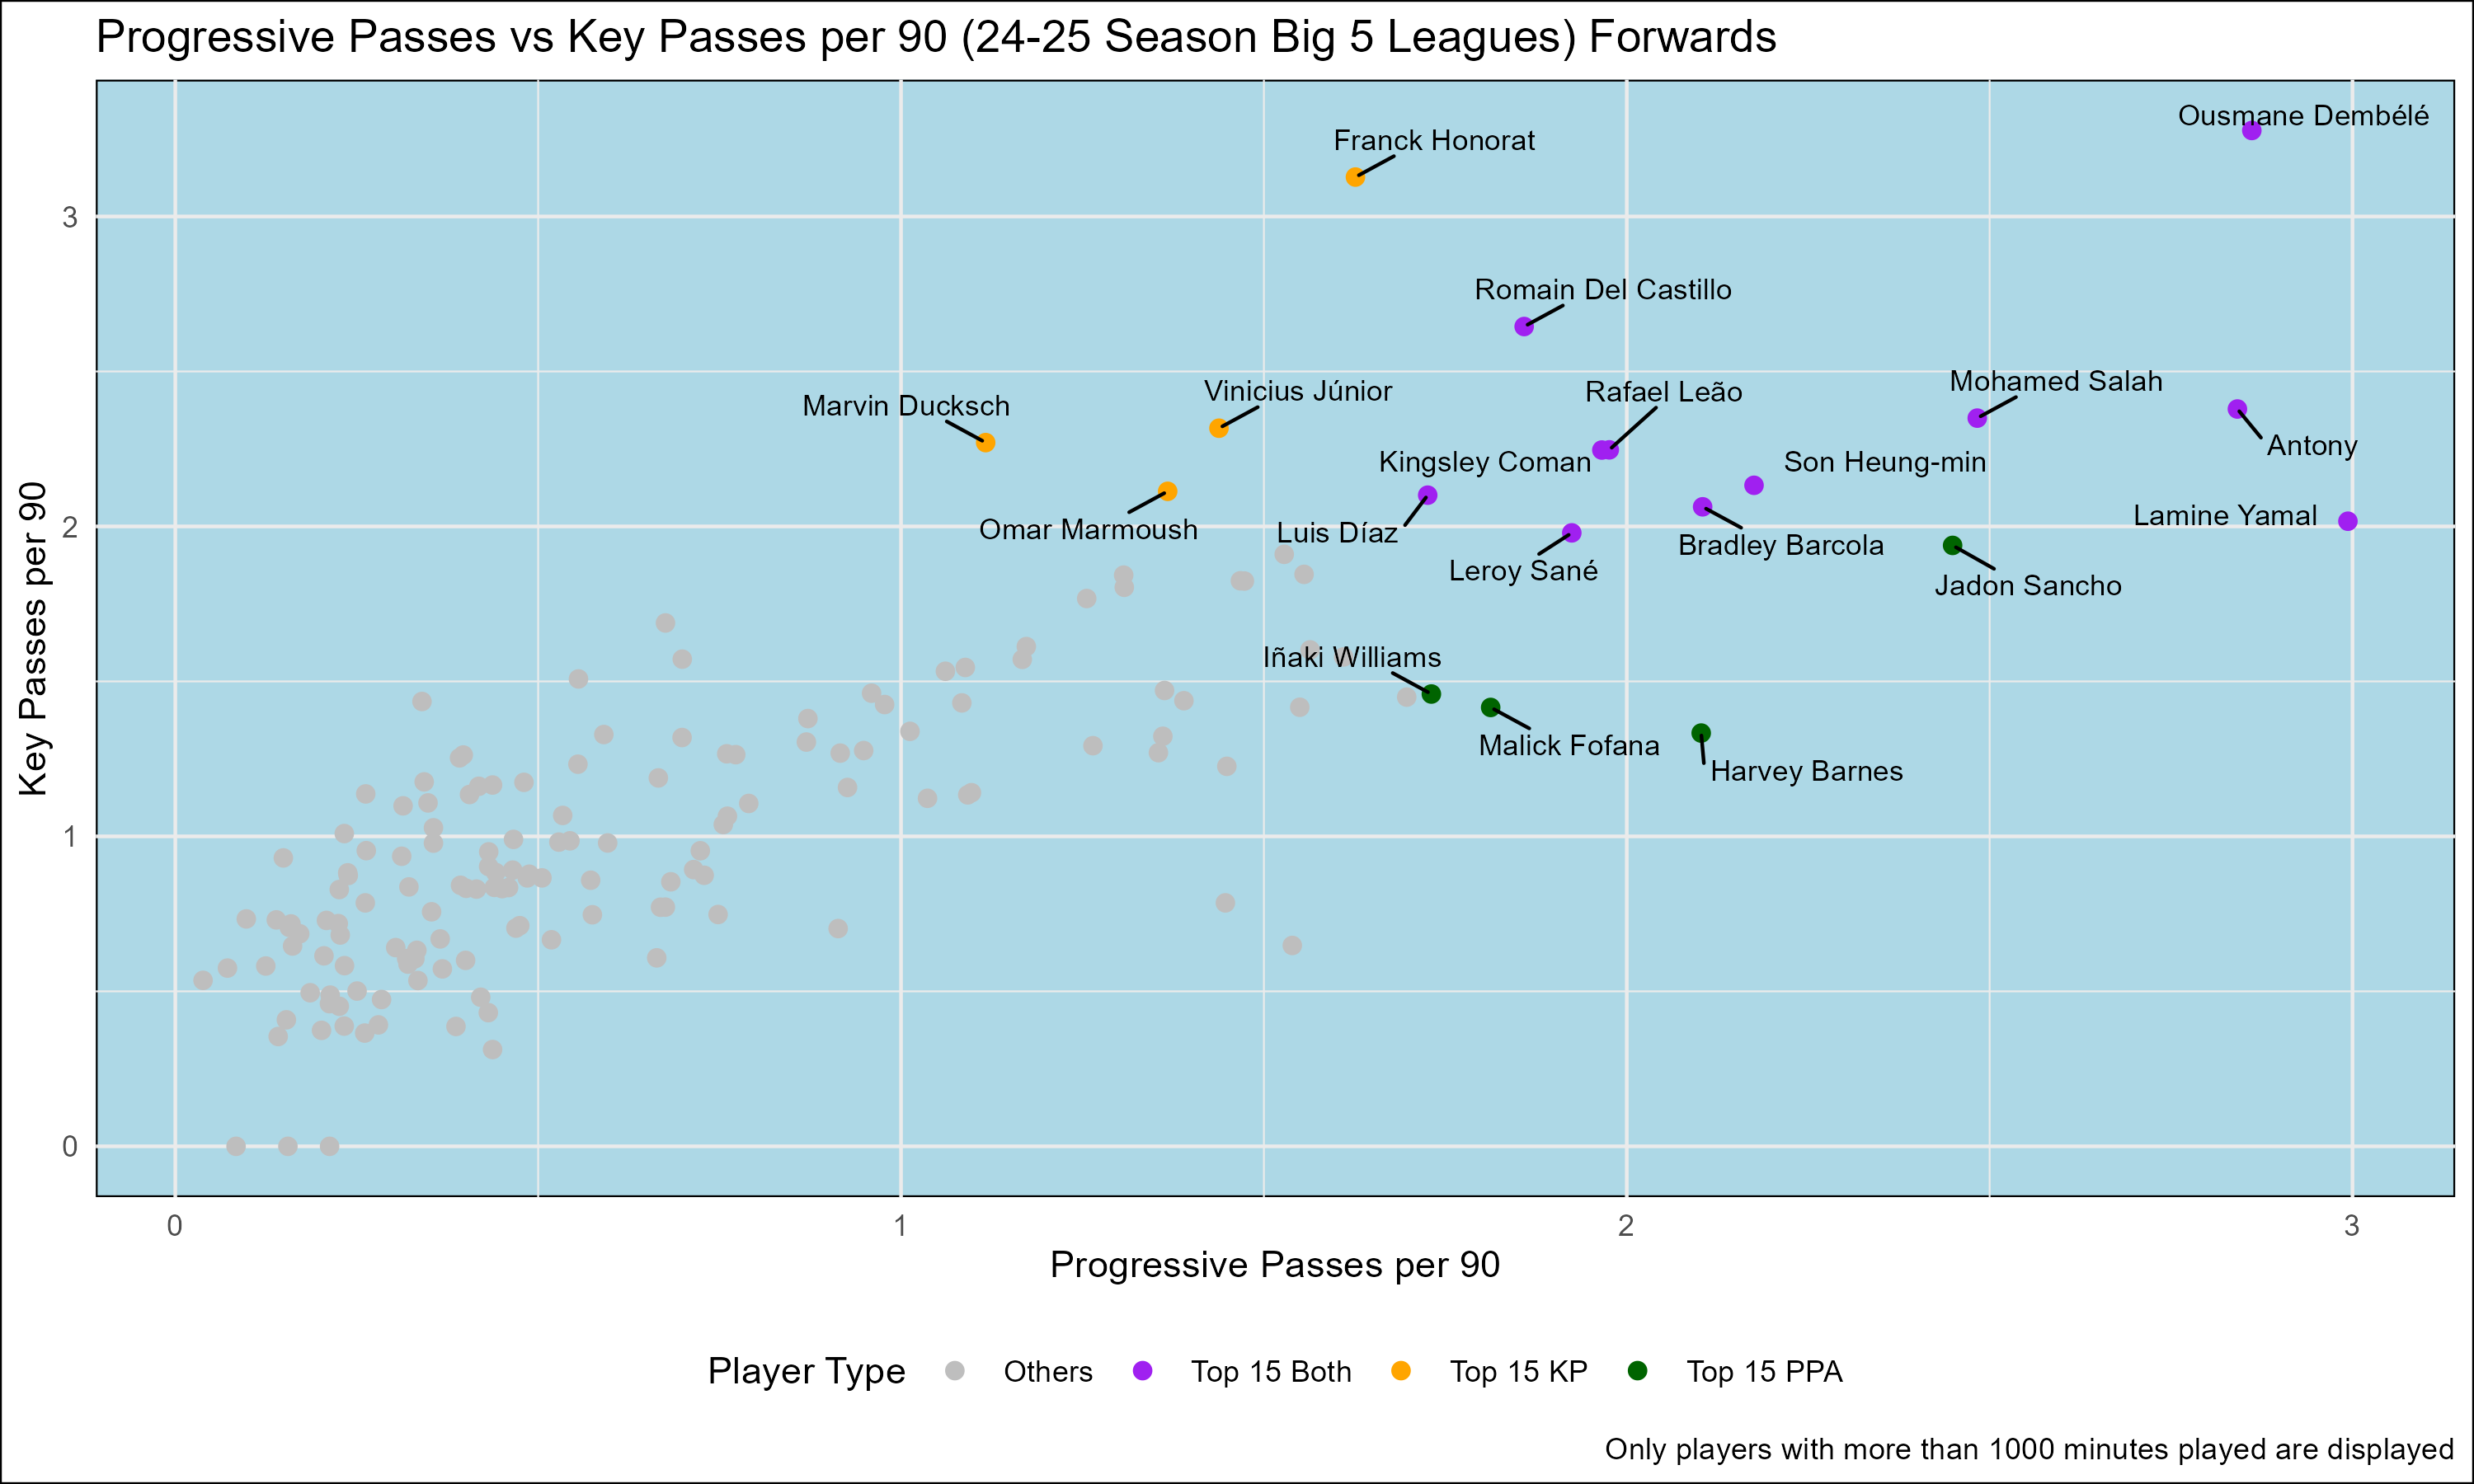 Progressive Passes vs Key Passes per 90 (24-25 Season Big 5 Leagues) Forwards
Ousmane Dembélé
Franck Honorat
3
Romain Del Castillo
Mohamed Salah
Vinicius Júnior
Rafael Leão
Marvin Ducksch
Antony
Kingsley Coman
Son Heung-min
Lamine Yamal
2
Omar Marmoush
Luis Díaz
Bradley Barcola
Leroy Sané
Jadon Sancho
Key Passes per 90
Iñaki Williams
Malick Fofana
Harvey Barnes
1
0
0
1
2
3
Progressive Passes per 90
Player Type
Others
Top 15 Both
Top 15 KP
Top 15 PPA
Only players with more than 1000 minutes played are displayed